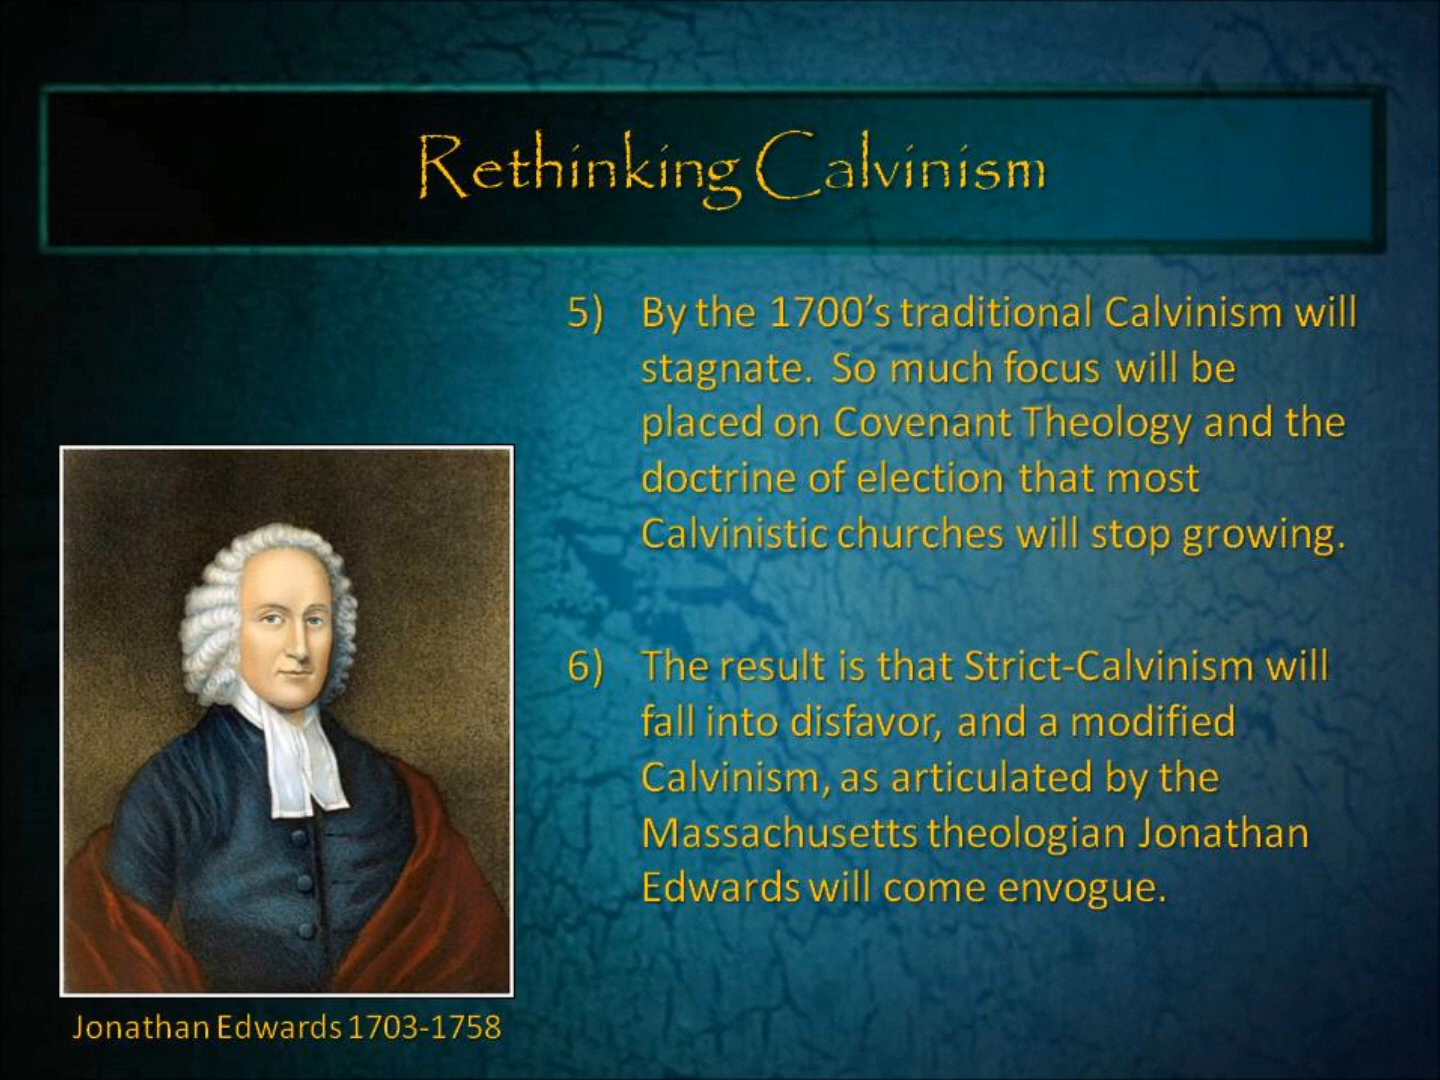 Rethinking Calvinism
5) By the 1700's traditional Calvinism will
stagnate. So much focus will be
placed on Covenant Theology and the
doctrine of election that most
Calvinistic churches will stop growing.
6) The result is that Strict-Calvinism will
fall into disfavor, and a modified
Calvinism, as articulated by the
Massachusetts theologian Jonathan
Edwards will come envogue.
Jonathan Edwards 1703-1758